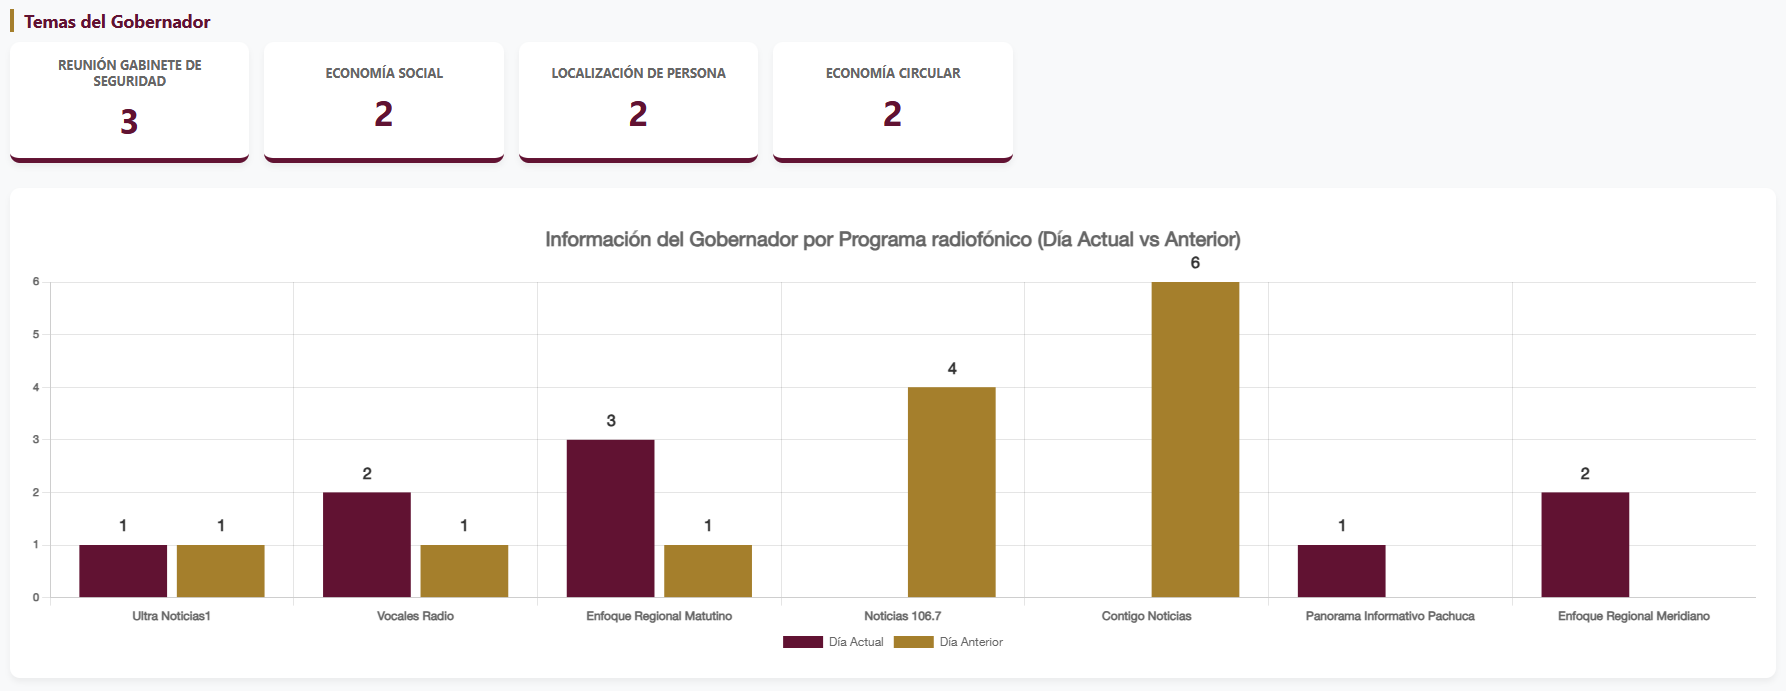 Temas del Gobernador
REUNIÓN GABINETE DE
SEGURIDAD
3
ECONOMÍA SOCIAL
2
LOCALIZACIÓN DE PERSONA
2
ECONOMÍA CIRCULAR
2
Información del Gobernador por Programa radiofónico (Día Actual vs Anterior)
6
5
4
3
2
1
0
1
1
2
1
3
1
4
6
1
2
Ultra Noticias1
Vocales Radio
Enfoque Regional Matutino
Noticias 106.7
Contigo Noticias
Panorama Informativo Pachuca
Enfoque Regional Meridiano
Día Actual
Día Anterior